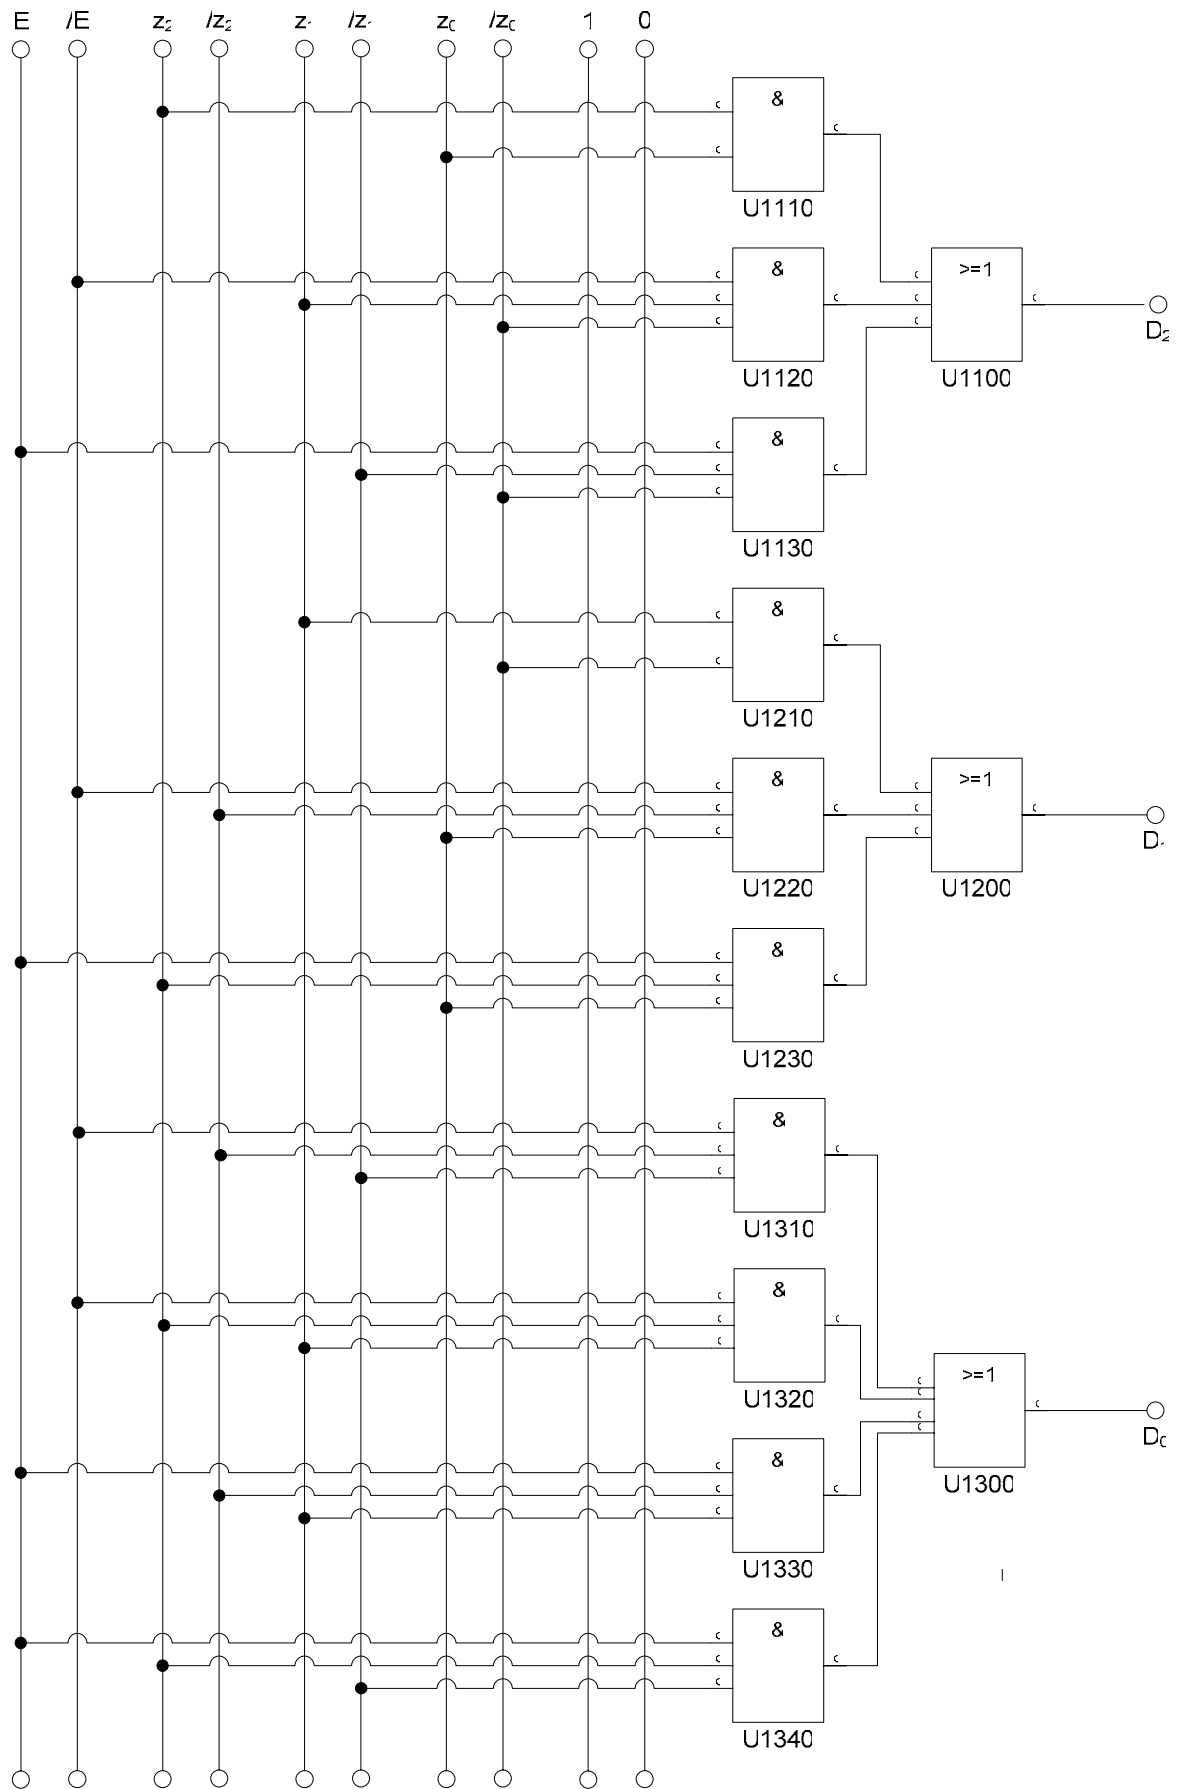 E /E z₂ /z₂ z₁ /z₁ z₀ /z₀ 1 0
&
U1110
&
U1120
>=1
U1100
D₂
&
U1130
&
U1210
&
U1220
>=1
U1200
D₁
&
U1230
&
U1310
&
U1320
>=1
U1300
D₀
&
U1330
&
U1340